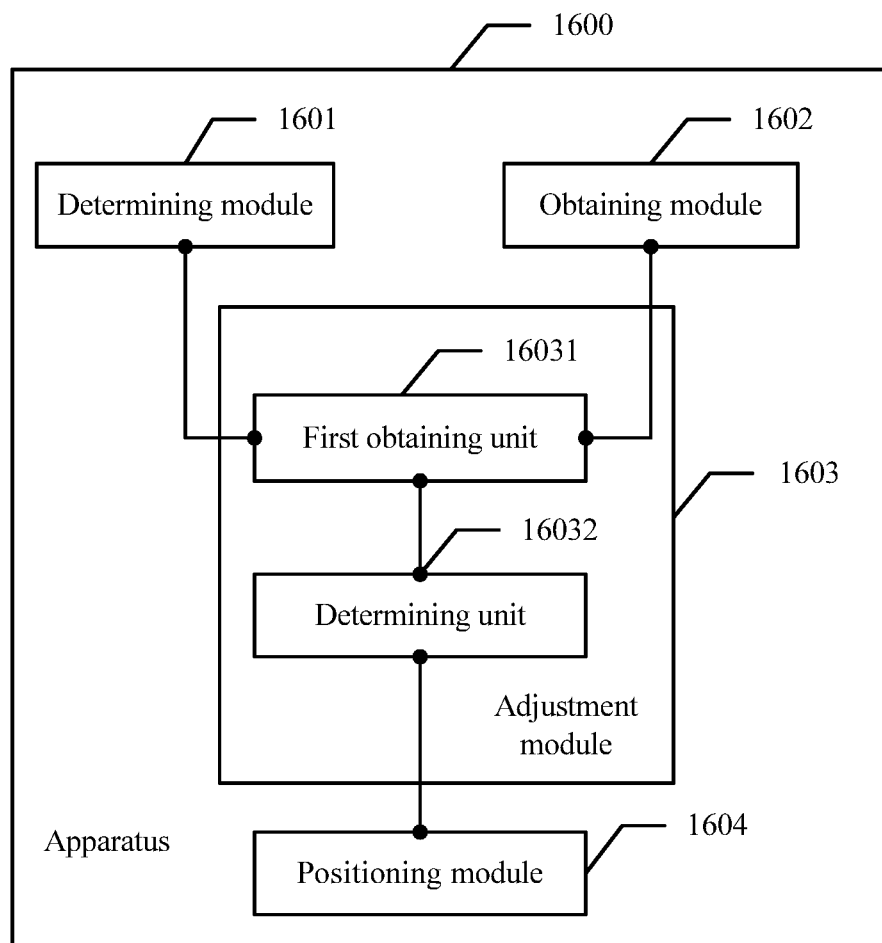 1600
1601
1602
Determining module
Obtaining module
16031
First obtaining unit
1603
16032
Determining unit
Adjustment
module
1604
Apparatus
Positioning module